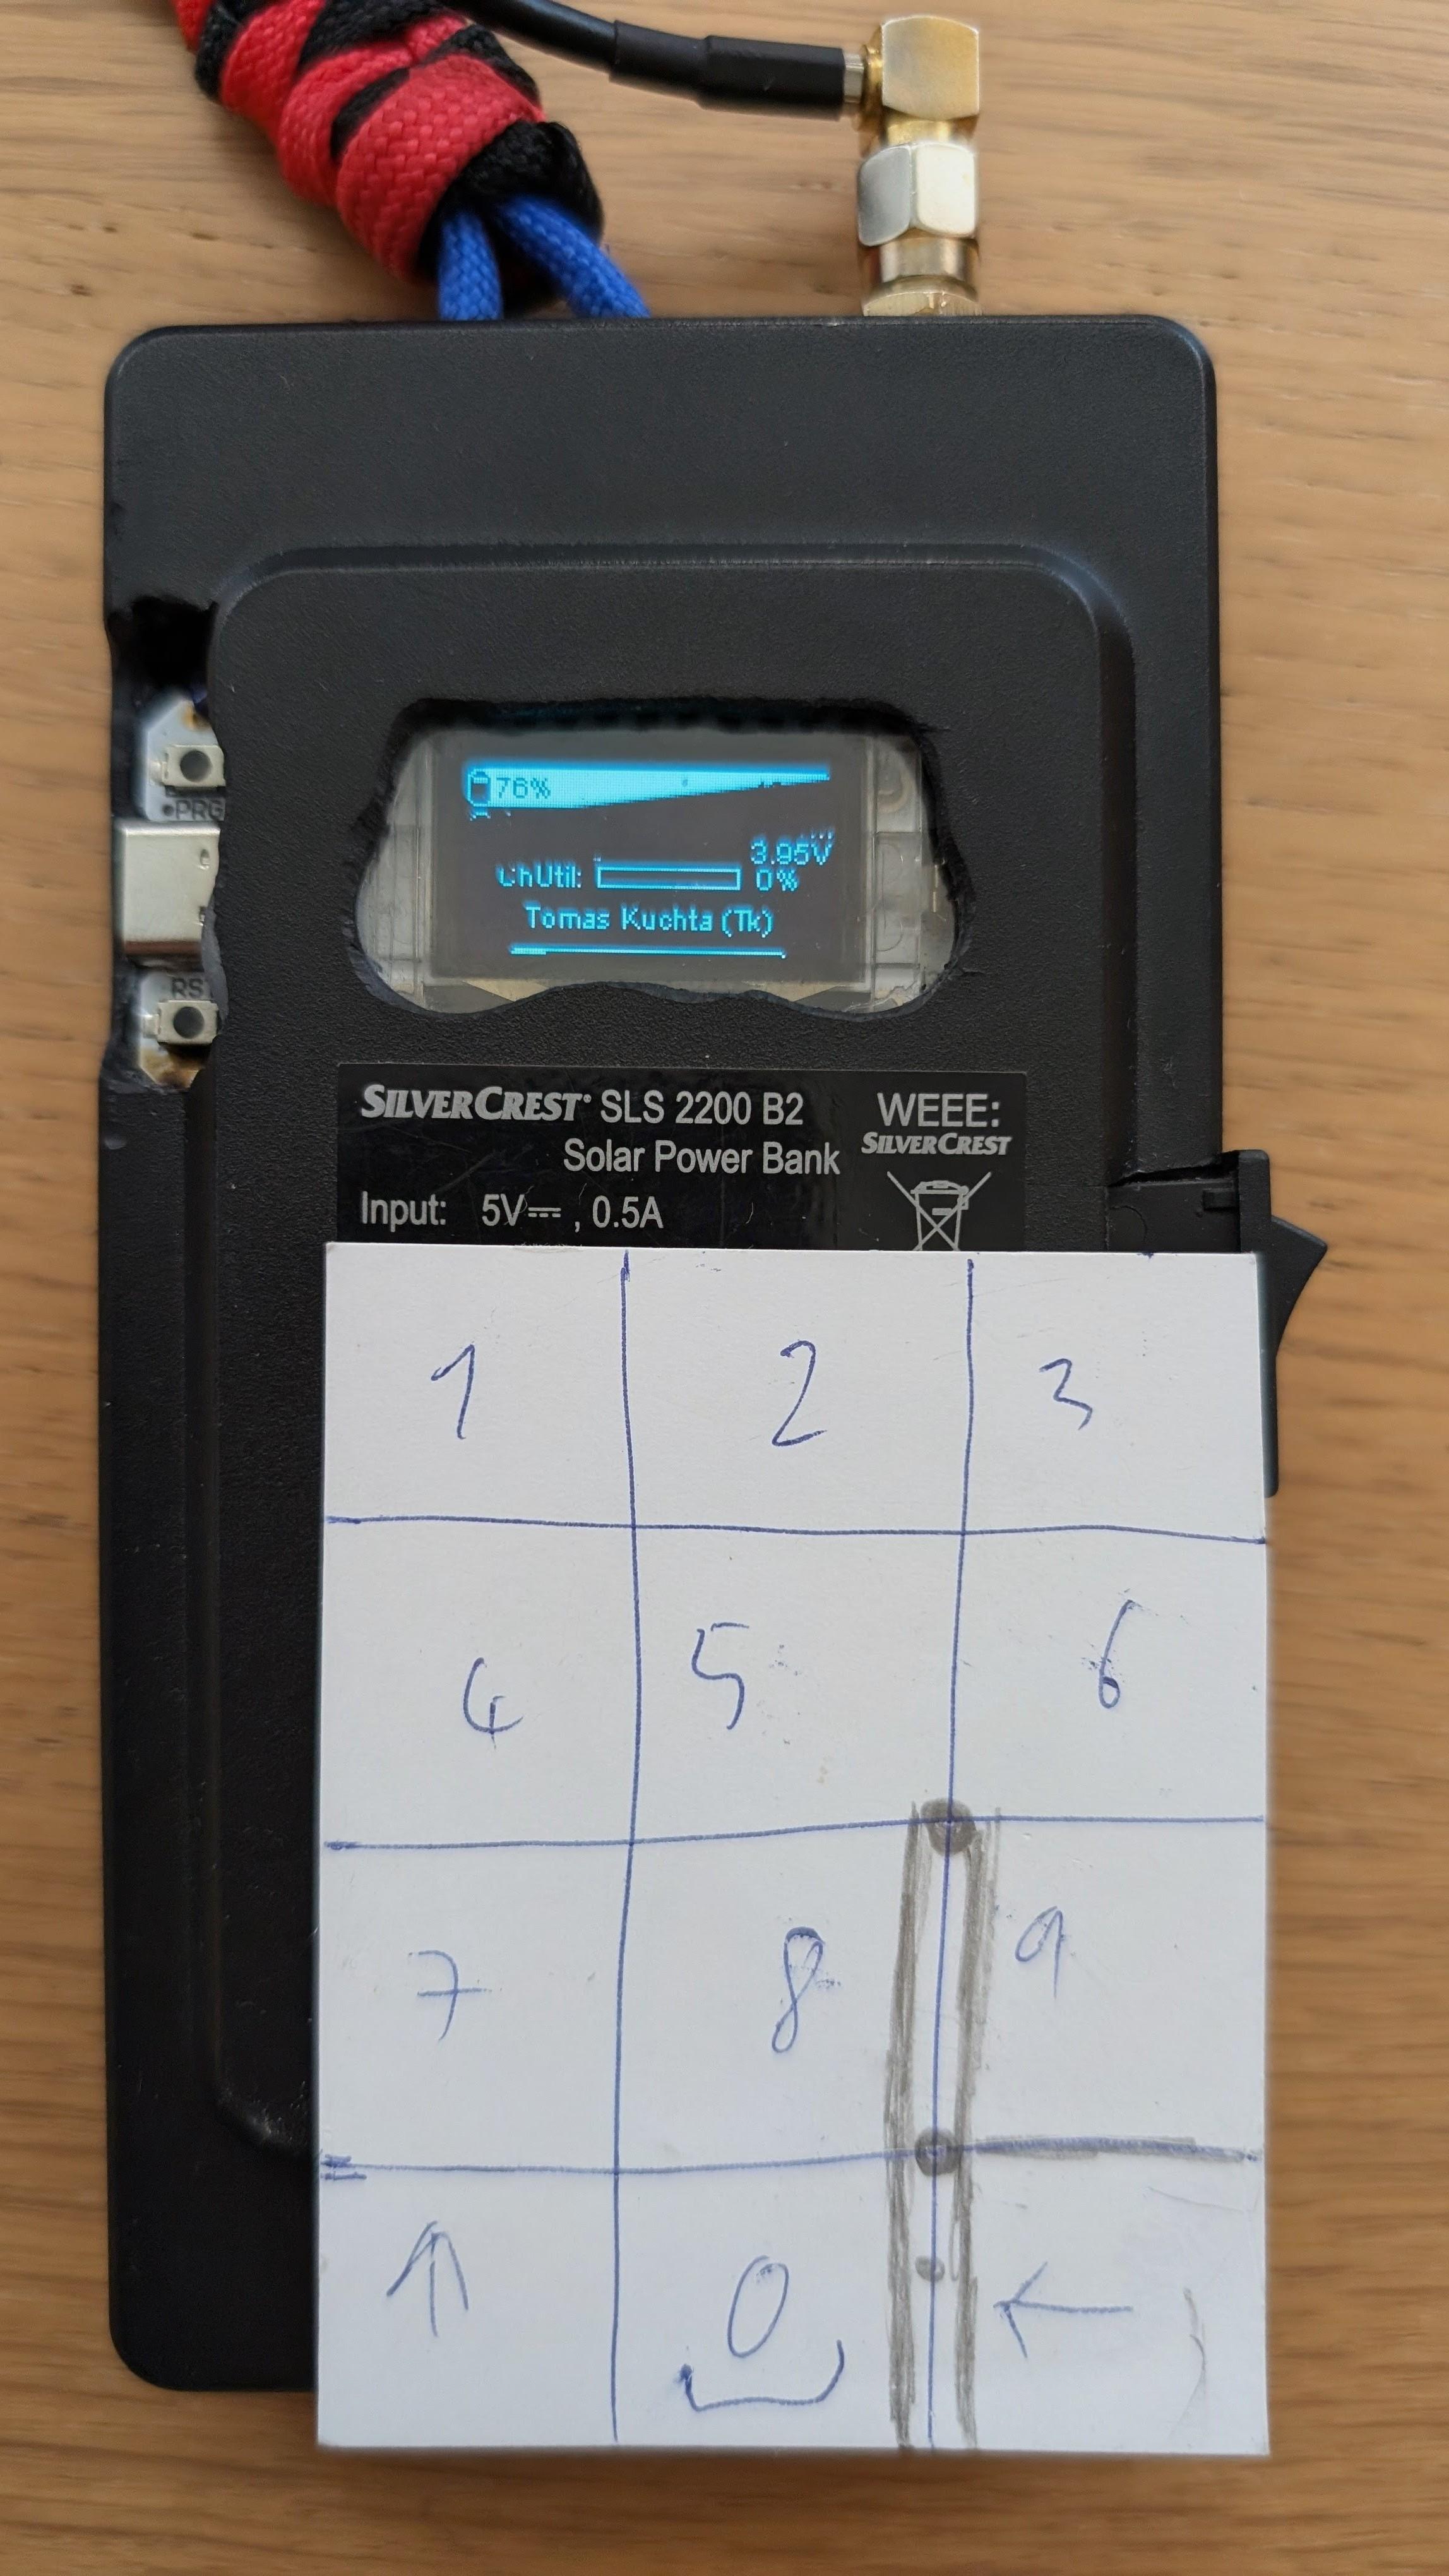 76%
3.95V
ChUtil: 0%
Tomas Kuchta (Tk)
PRG
RS
SILVERCREST® SLS 2200 B2
Solar Power Bank
Input: 5V⎓, 0.5A
WEEE:
SILVERCREST
1 2 3
4 5 6
7 8 9
↑ 0 ←